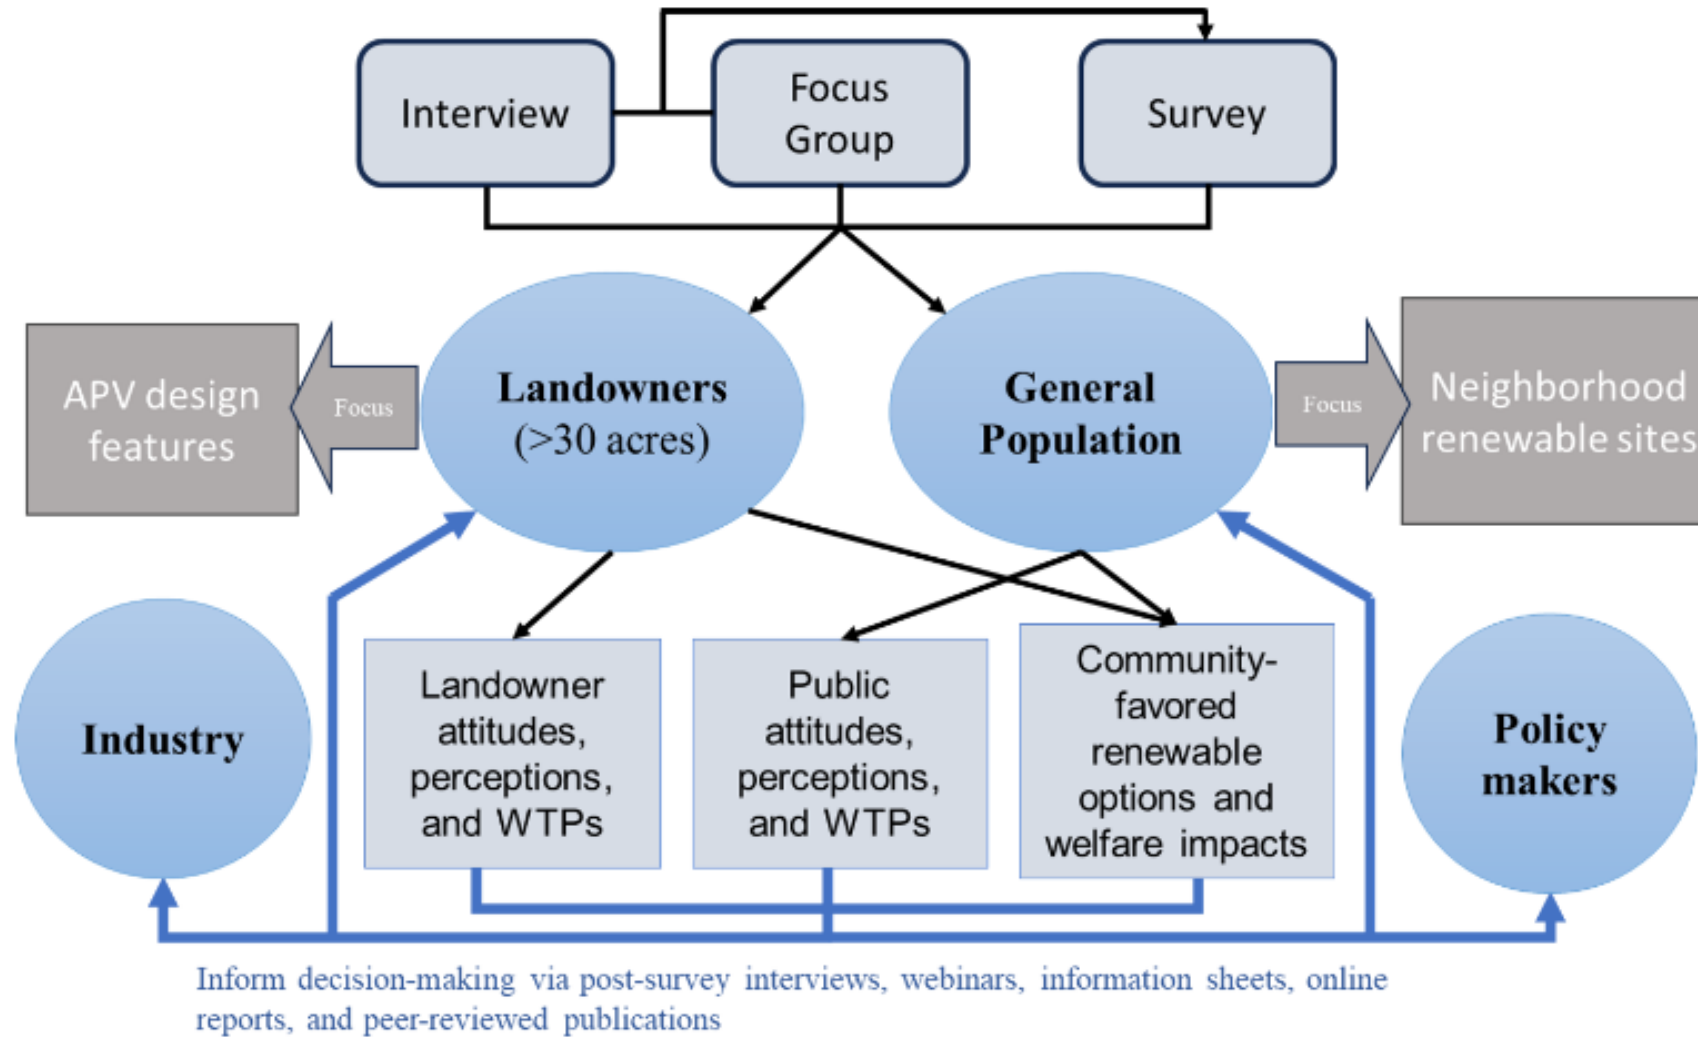 Interview
Focus
Group
Survey
APV design
features
Focus
Landowners
(>30 acres)
General
Population
Focus
Neighborhood
renewable sites
Industry
Landowner
attitudes,
perceptions,
and WTPs
Public
attitudes,
perceptions,
and WTPs
Community-
favored
renewable
options and
welfare impacts
Policy
makers
Inform decision-making via post-survey interviews, webinars, information sheets, online
reports, and peer-reviewed publications